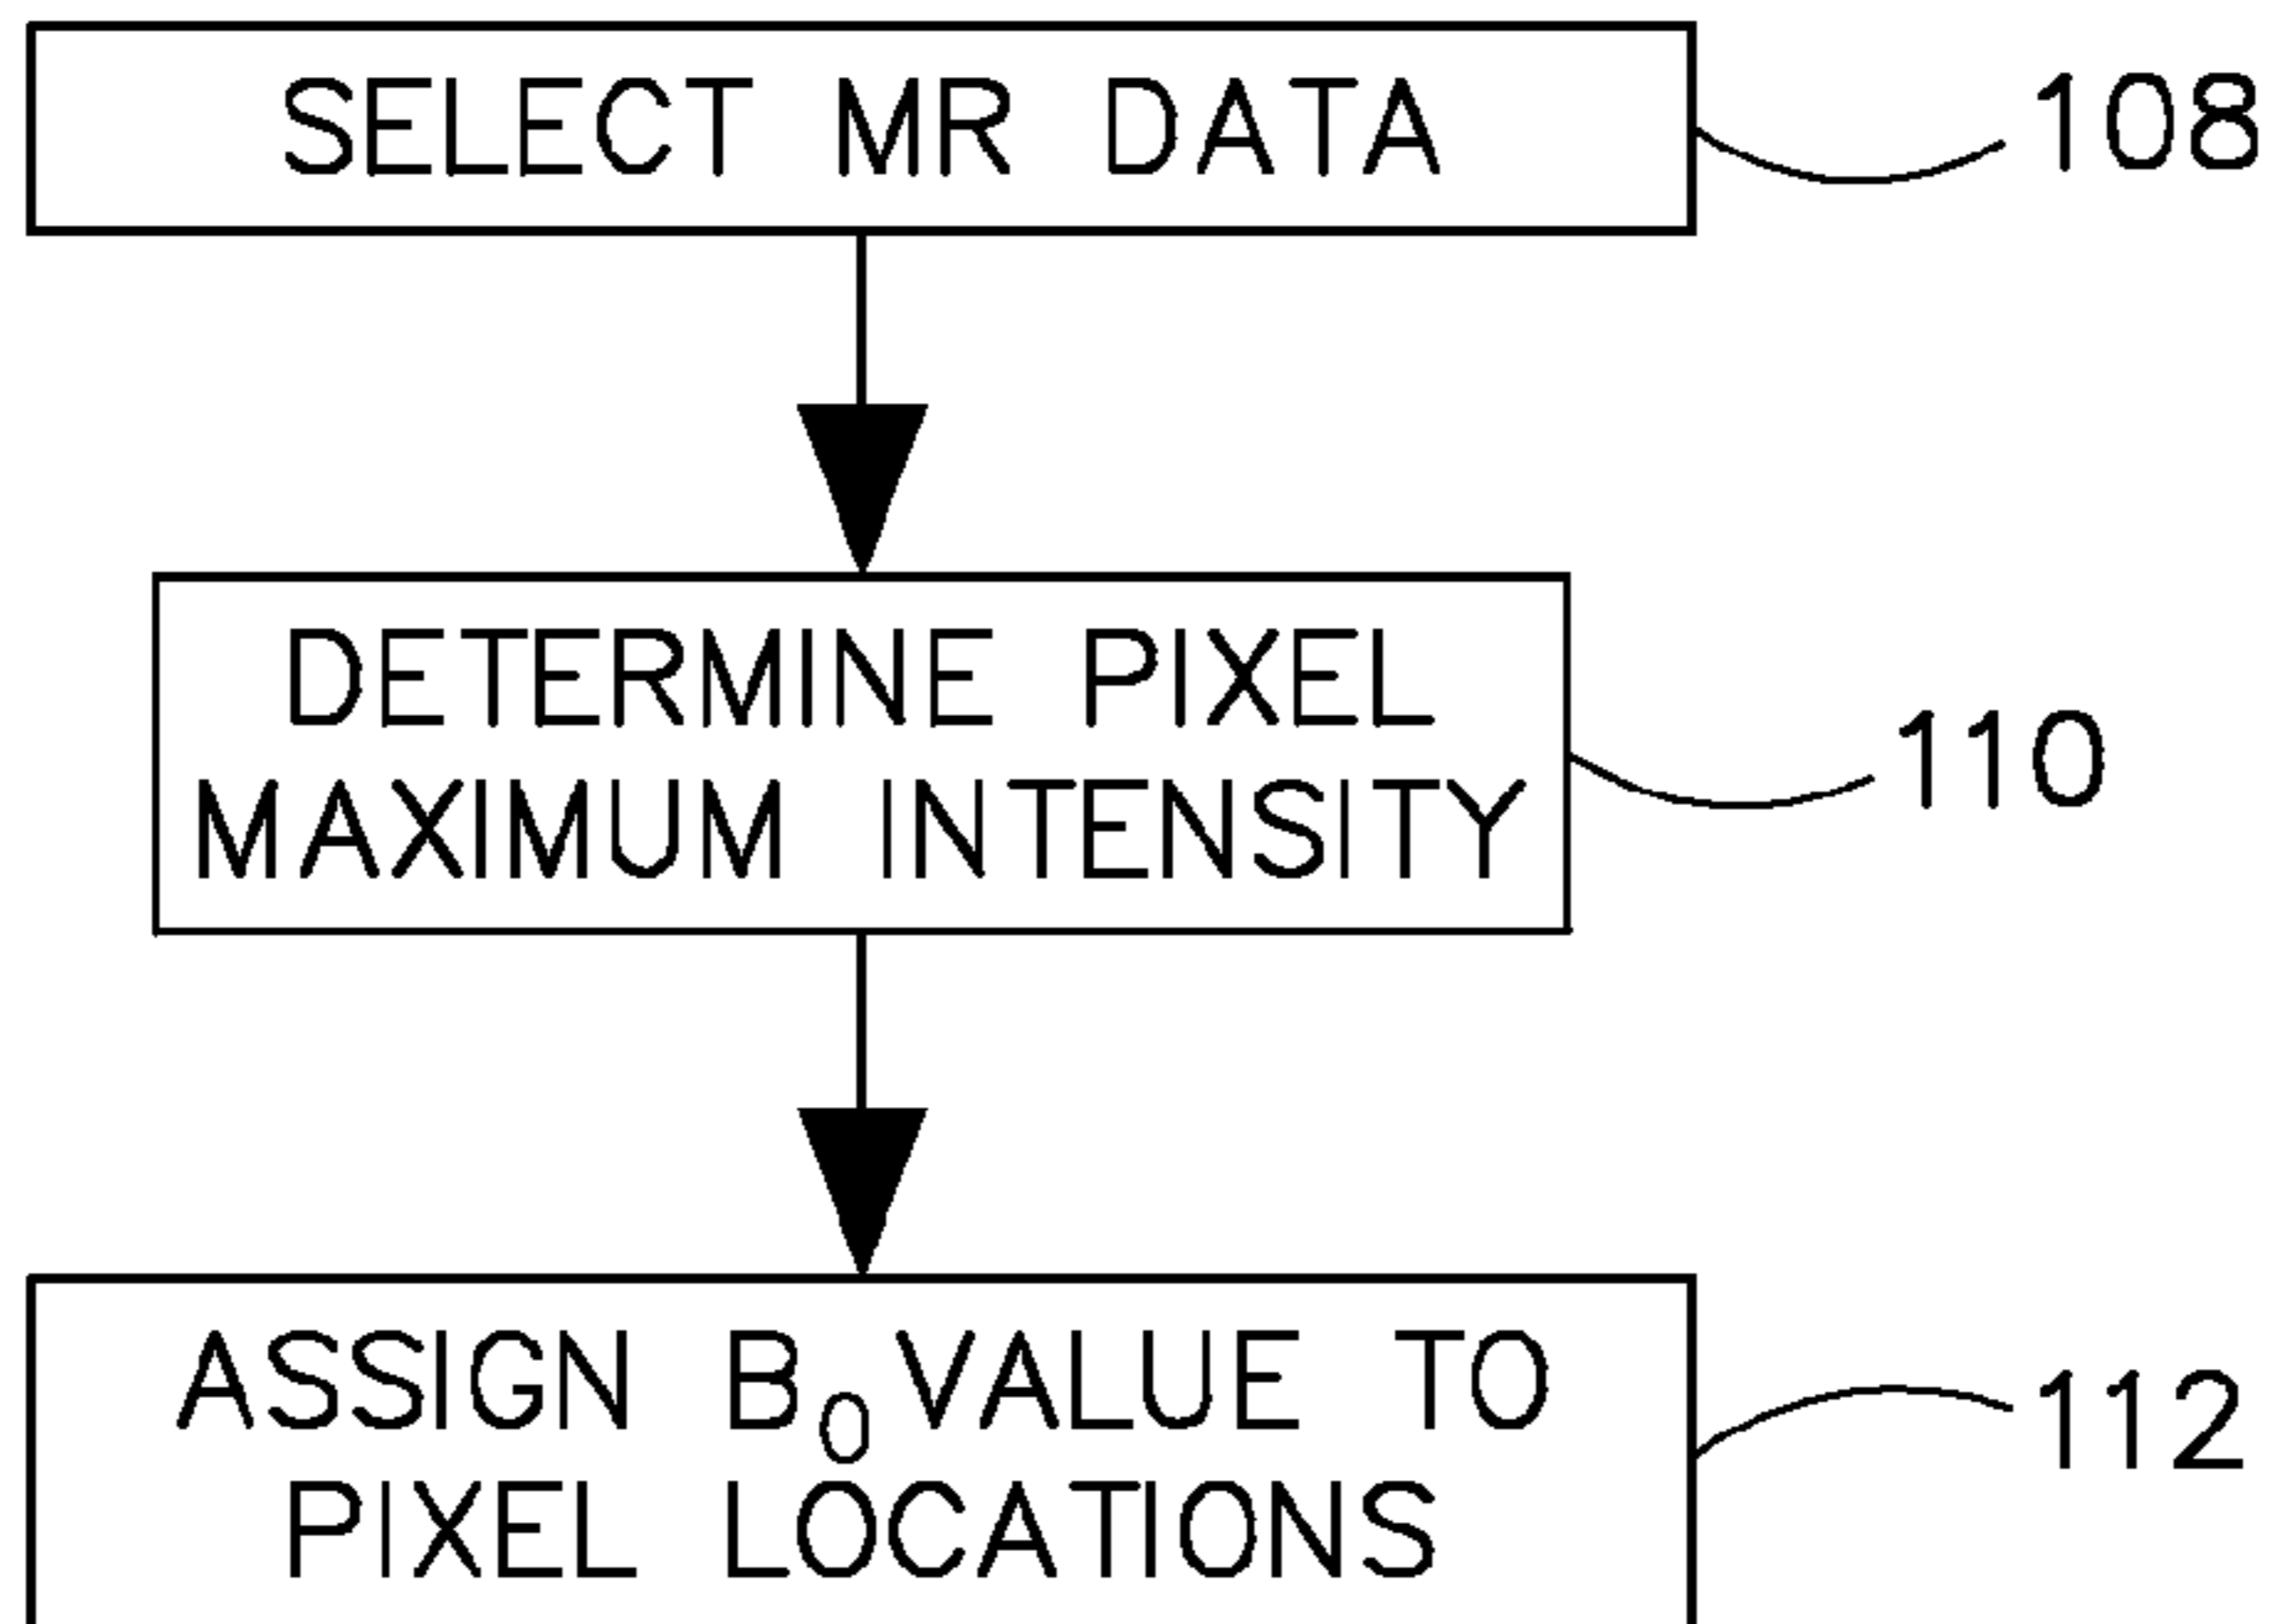 SELECT MR DATA 108
DETERMINE PIXEL
MAXIMUM INTENSITY
110
ASSIGN B₀ VALUE TO
PIXEL LOCATIONS
112